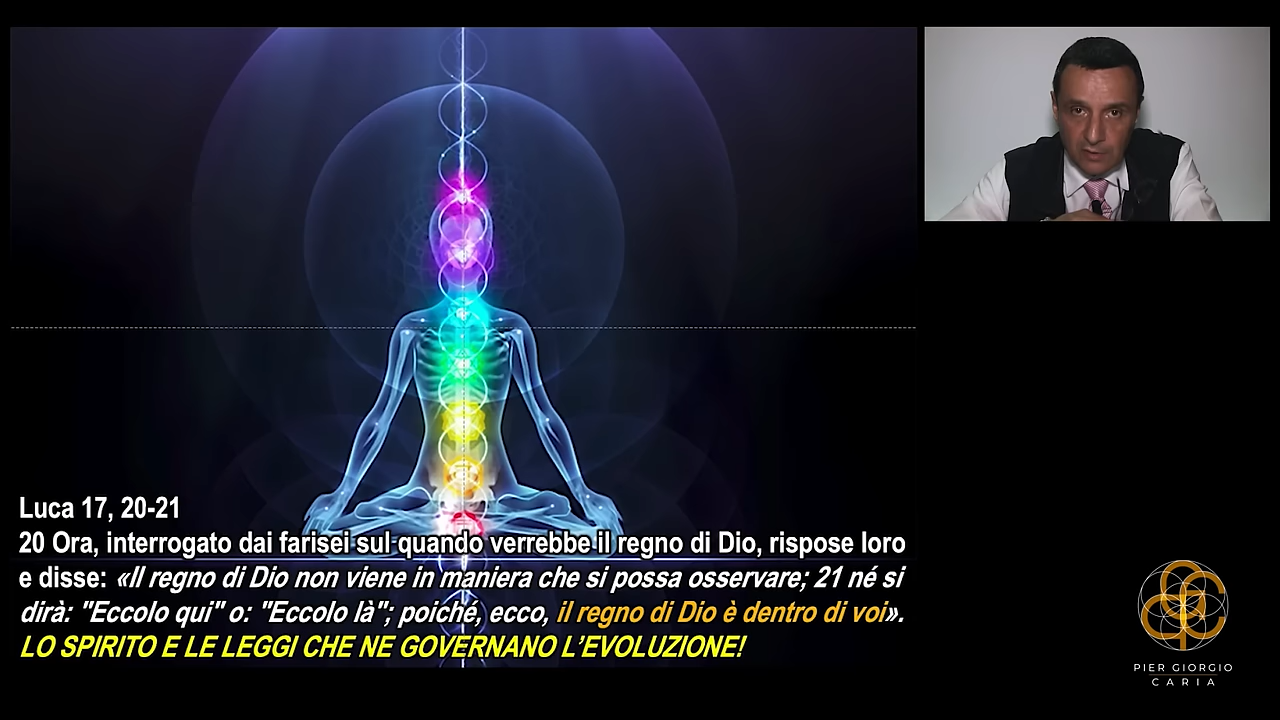 Luca 17, 20-21
20 Ora, interrogato dai farisei sul quando verrebbe il regno di Dio, rispose loro
e disse: «Il regno di Dio non viene in maniera che si possa osservare; 21 né si
dirà: "Eccolo qui" o: "Eccolo là"; poiché, ecco, il regno di Dio è dentro di voi».
LO SPIRITO E LE LEGGI CHE NE GOVERNANO L’EVOLUZIONE!
PIER GIORGIO
CARIA